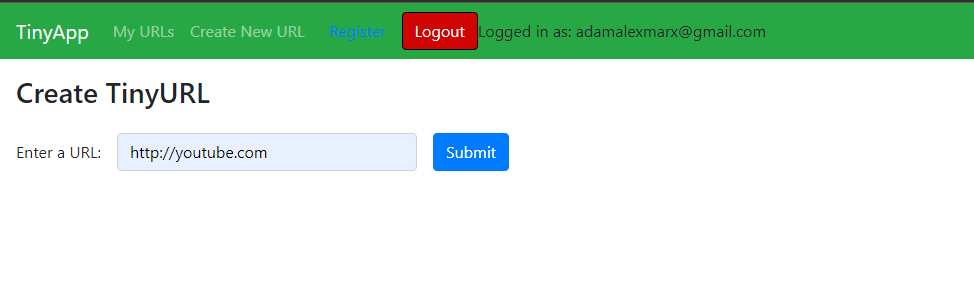 TinyApp My URLs Create New URL Register Logout Logged in as: adamalexmarx@gmail.com
Create TinyURL
Enter a URL: http://youtube.com Submit